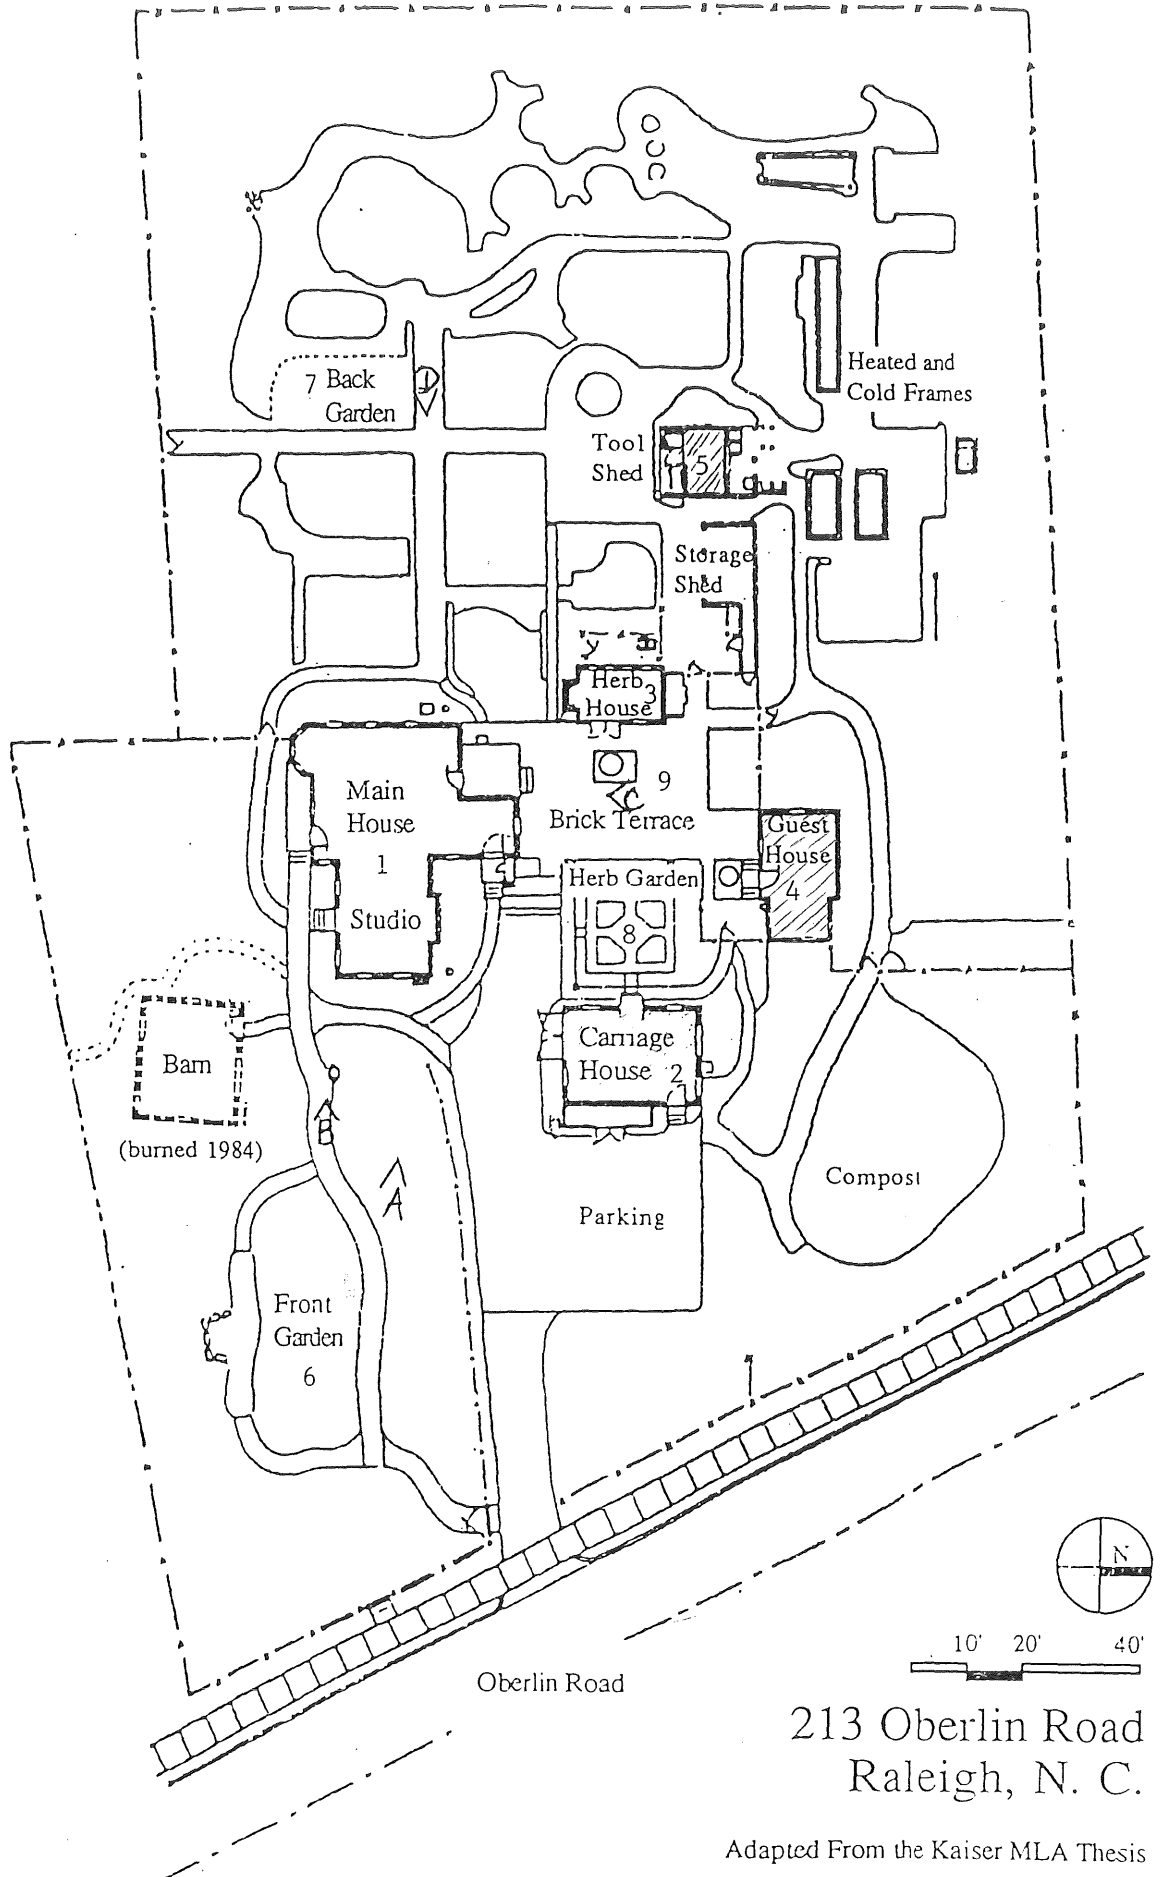 Heated and
Cold Frames
7 Back
Garden
Tool
Shed
5
Storage
Shed
Herb
House 3
Main
House
1
Studio
9
C
Brick Terrace
Guest
House
4
Herb Garden
8
Barn
(burned 1984)
Carriage
House 2
B
A
Parking
Compost
Front
Garden
6
N
10' 20' 40'
Oberlin Road
213 Oberlin Road
Raleigh, N. C.
Adapted From the Kaiser MLA Thesis